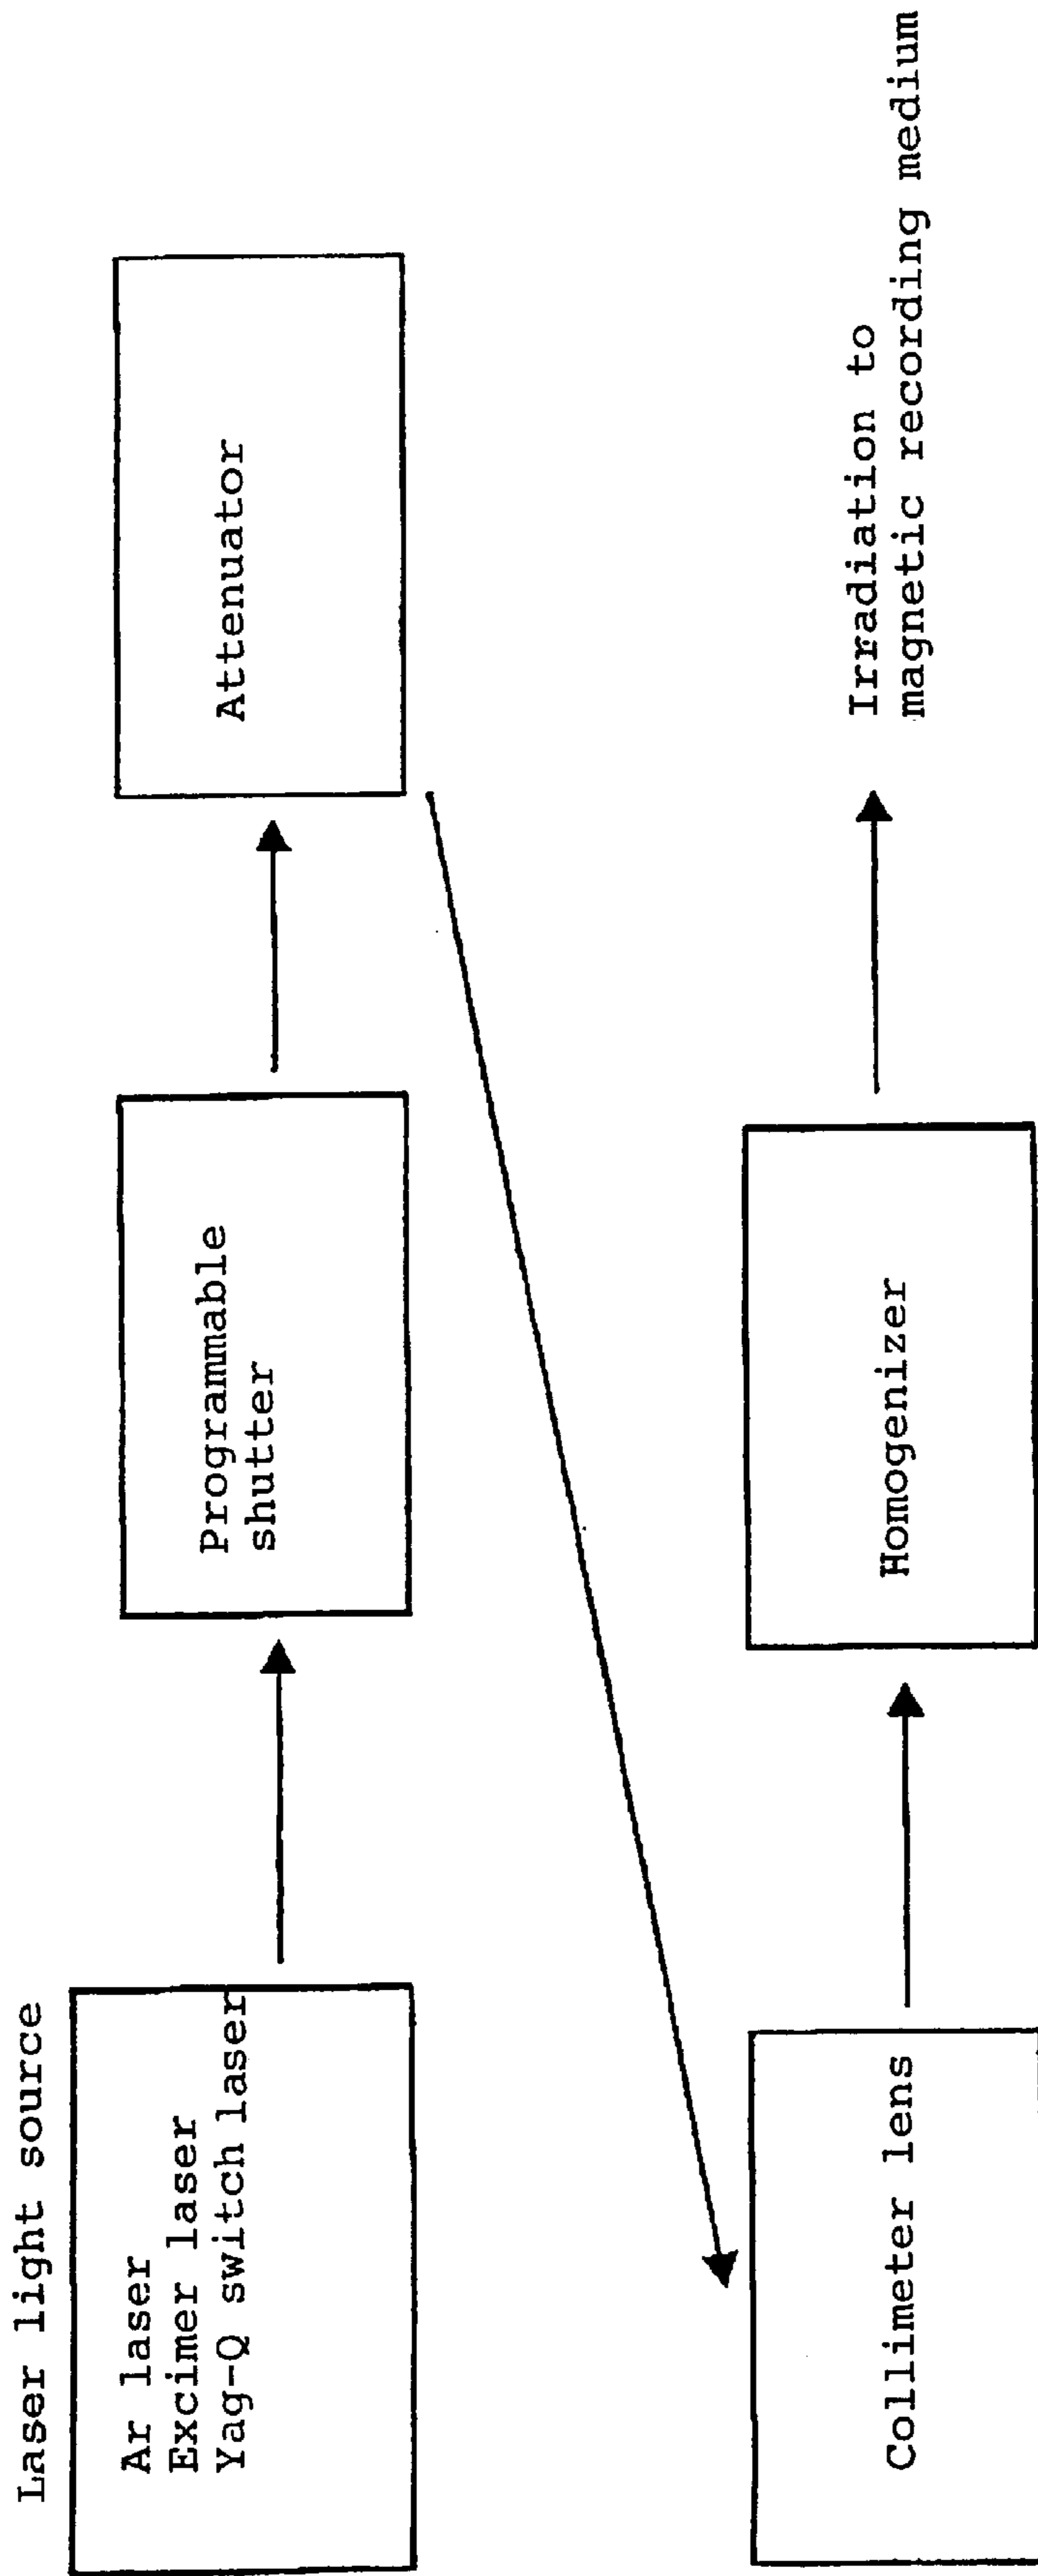 Laser light source
Ar laser
Excimer laser
Yag-Q switch laser
Programmable
shutter
Attenuator
Collimeter lens
Homogenizer
Irradiation to
magnetic recording medium